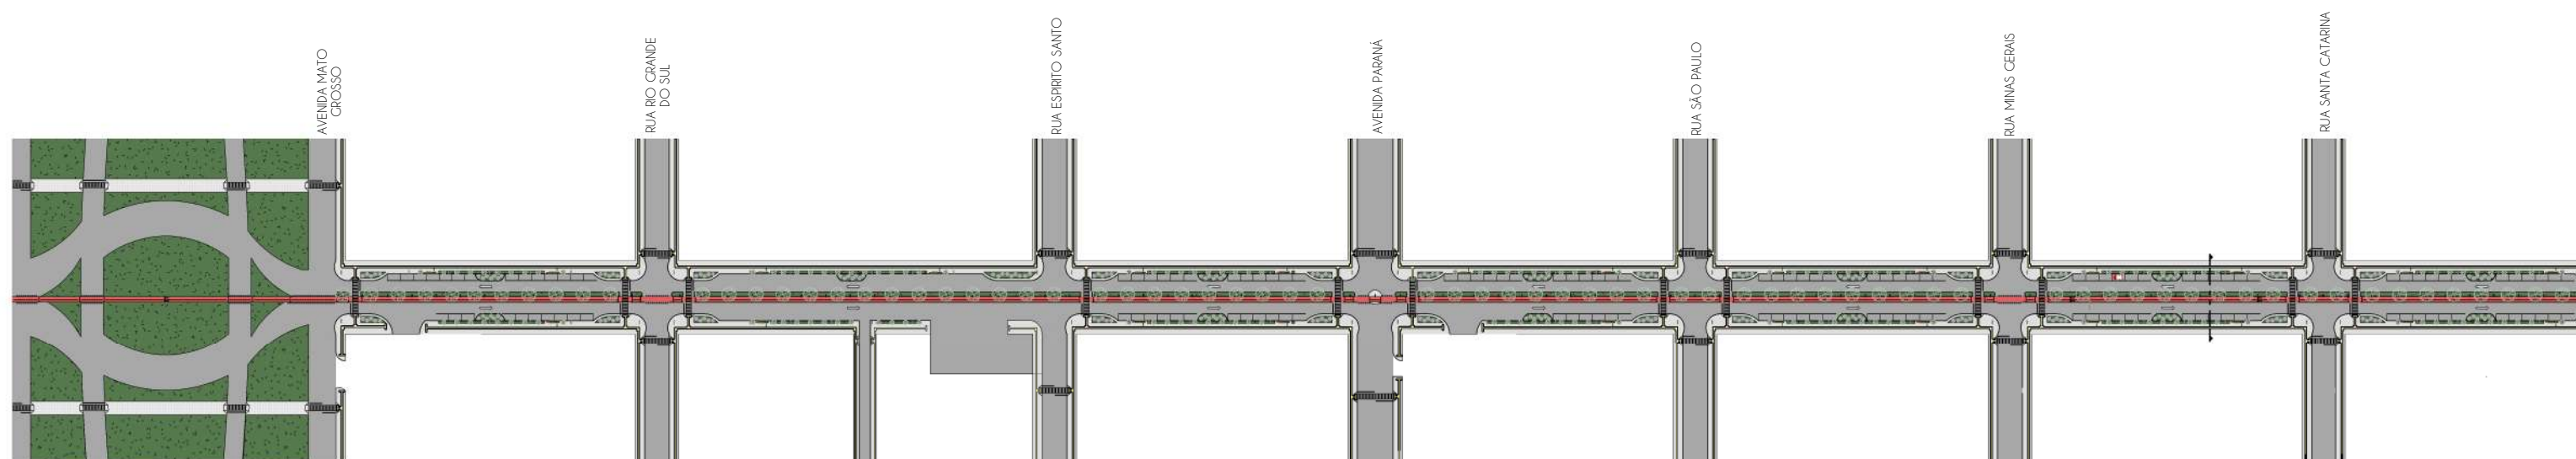 AVENIDA MATO
GROSSO
RUA RIO GRANDE
DO SUL
RUA ESPIRITO SANTO
AVENIDA PARANÁ
RUA SÃO PAULO
RUA MINAS GERAIS
RUA SANTA CATARINA